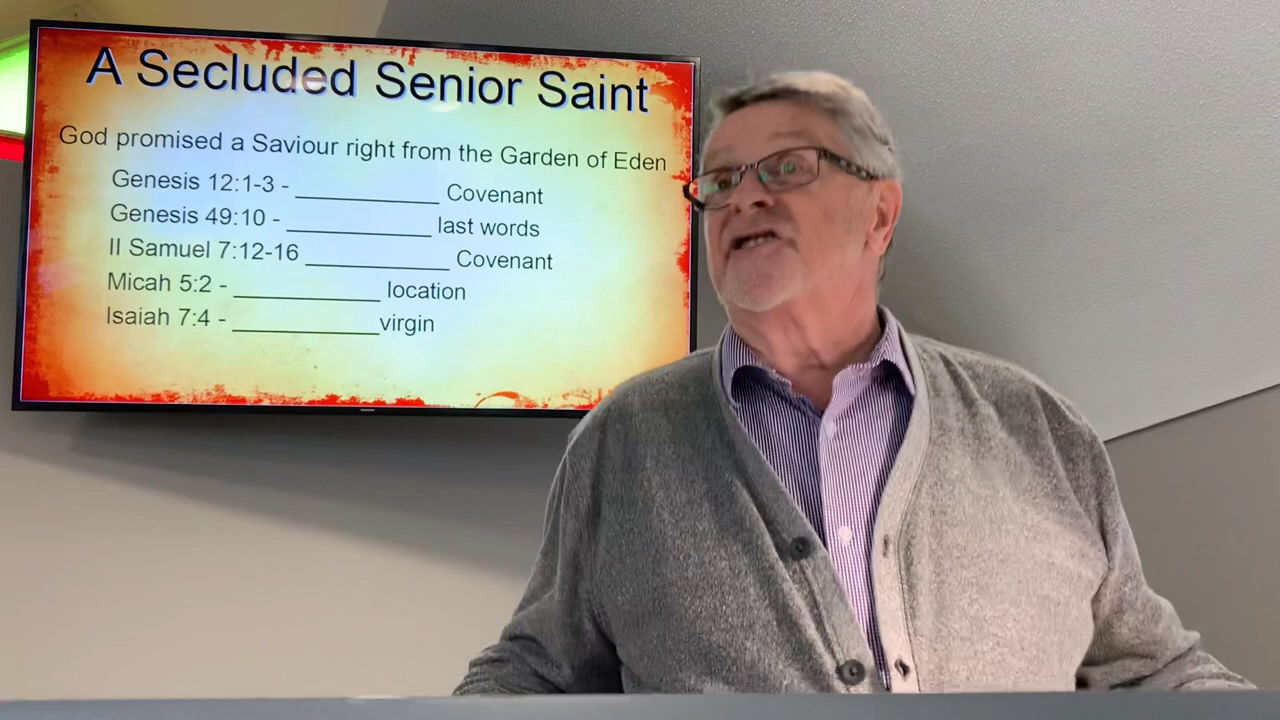 A Secluded Senior Saint
God promised a Saviour right from the Garden of Eden
Genesis 12:1-3 - ____________ Covenant
Genesis 49:10 - ____________ last words
II Samuel 7:12-16 ____________ Covenant
Micah 5:2 - ____________ location
Isaiah 7:4 - ____________virgin